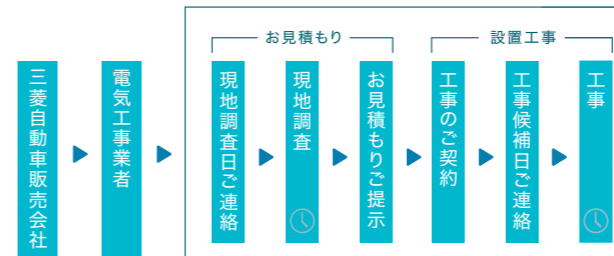 お見積もり
設置工事
三菱自動車販売会社
電気工事業者
現地調査日ご連絡
現地調査
お見積もりご提示
工事のご契約
工事候補日ご連絡
工事